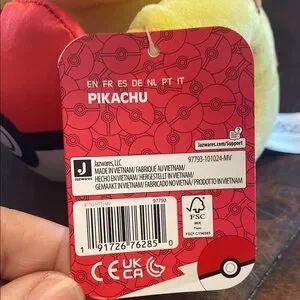 EN FR ES DE NL PT IT
PIKACHU
Jazwares.com/Support
J
Jazwares
Jazwares, LLC
97793-101024-MV
MADE IN VIETNAM/ FABRIQUÉ AU VIETNAM/
HECHO EN VIETNAM/ HERGESTELLT IN VIETNAM/
GEMAAKT IN VIETNAM/ FABRICADO NO VIETNÃ/ PRODOTTO IN VIETNAM
97793
1 91726 76285 0
FSC
MIX
CE UK CA